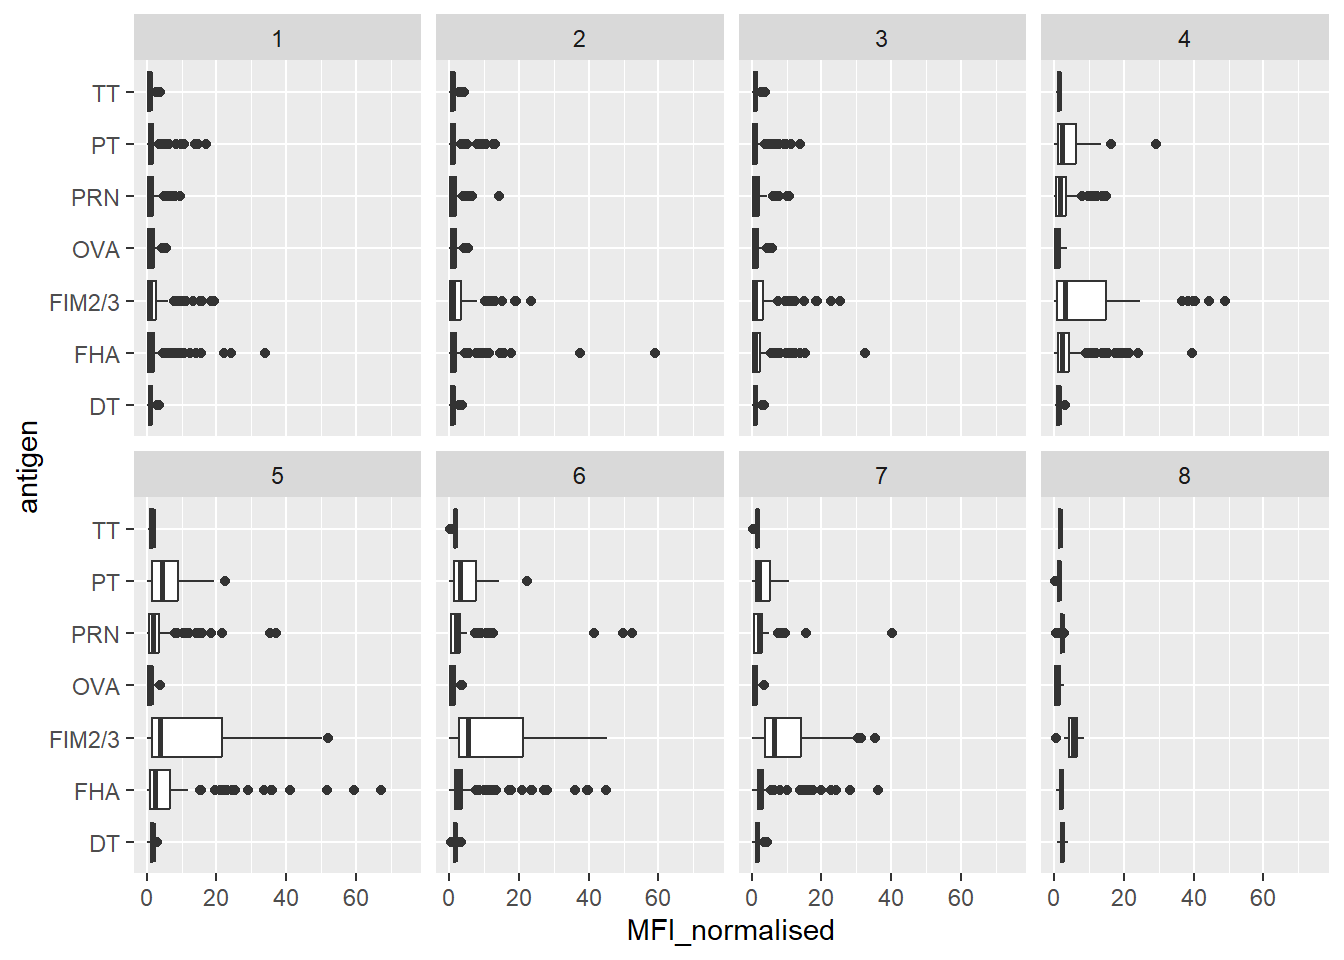 1 2 3 4
TT
PT
PRN
OVA
FIM2/3
FHA
DT
antigen
5 6 7 8
TT
PT
PRN
OVA
FIM2/3
FHA
DT
0 20 40 60 0 20 40 60 0 20 40 60 0 20 40 60
MFI_normalised